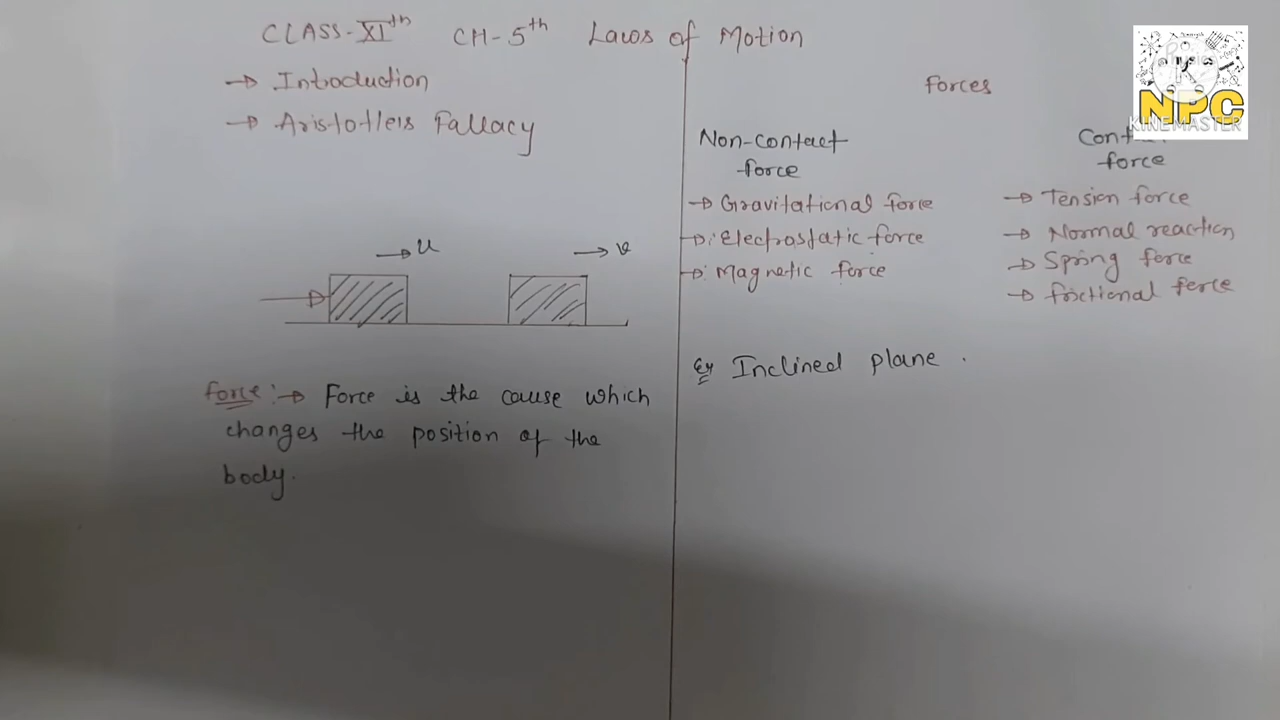 CLASS-XIth CH-5th Laws of Motion
→ Introduction
→ Aristotleis Fallacy
→ u
→ v
Force :→ Force is the cause which
changes the position of the
body.
Forces
Non-contact
force
→ Gravitational force
→ Electrostatic force
→ Magnetic force
Ex Inclined plane .
force
→ Tension force
→ Normal reaction
→ Spring force
→ frictional force
Physics
NPC
KINEMASTER